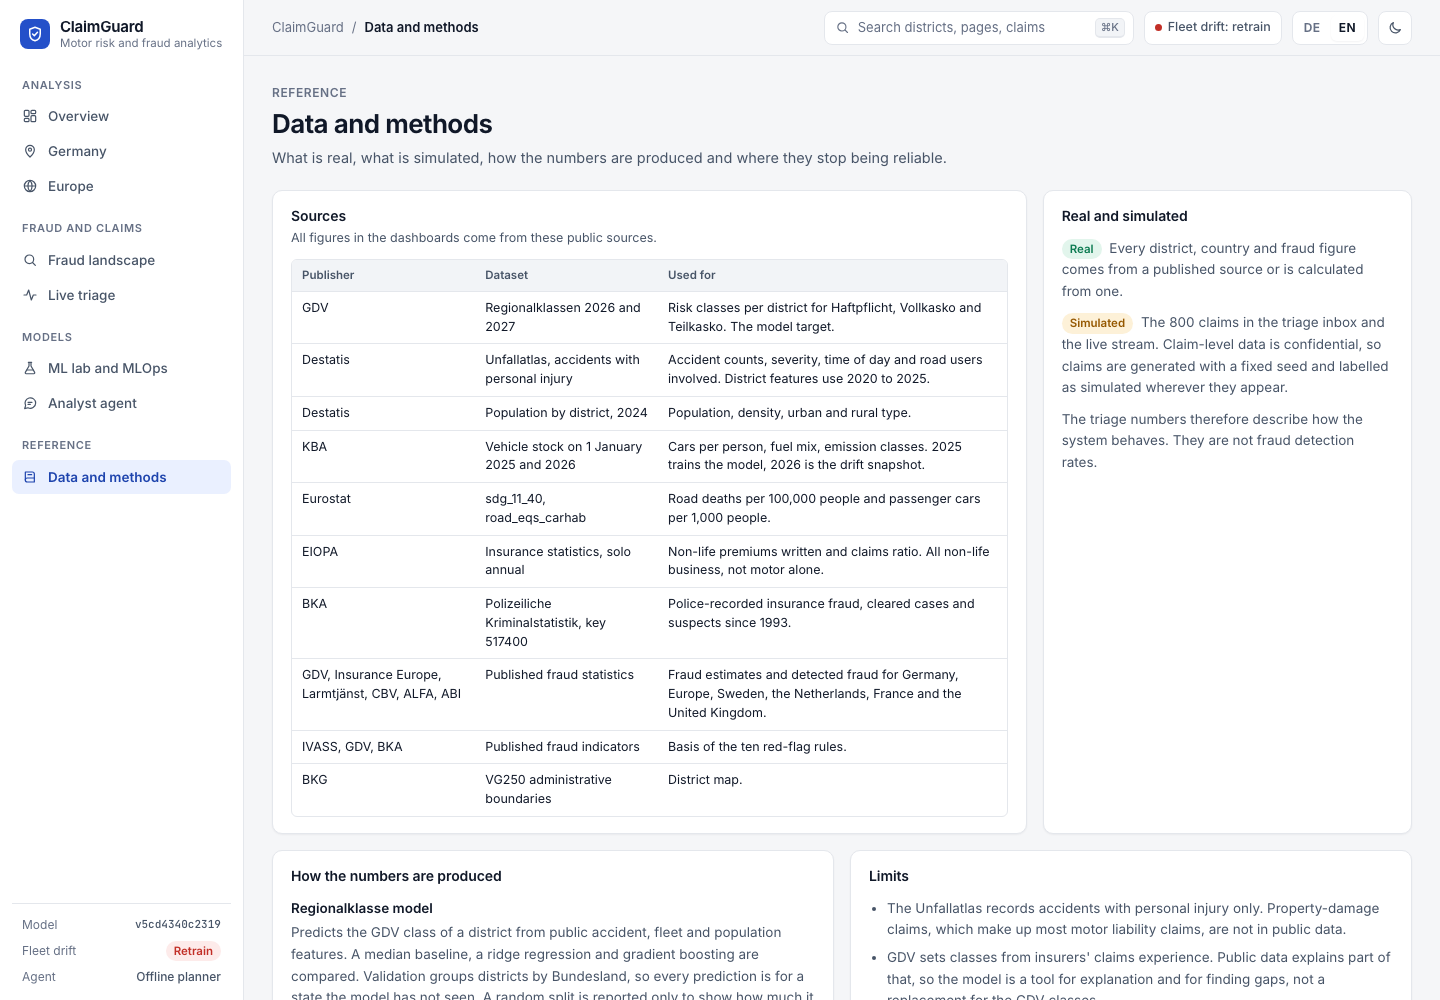 ClaimGuard
Motor risk and fraud analytics
ANALYSIS
Overview
Germany
Europe
FRAUD AND CLAIMS
Fraud landscape
Live triage
MODELS
ML lab and MLOps
Analyst agent
REFERENCE
Data and methods
Model v5cd4340c2319
Fleet drift Retrain
Agent Offline planner
ClaimGuard / Data and methods
Search districts, pages, claims ⌘K
Fleet drift: retrain
DE EN
REFERENCE
Data and methods
What is real, what is simulated, how the numbers are produced and where they stop being reliable.
Sources
All figures in the dashboards come from these public sources.
Publisher Dataset Used for
GDV Regionalklassen 2026 and Risk classes per district for Haftpflicht, Vollkasko and
2027 Teilkasko. The model target.
Destatis Unfallatlas, accidents with Accident counts, severity, time of day and road users
personal injury involved. District features use 2020 to 2025.
Destatis Population by district, 2024 Population, density, urban and rural type.
KBA Vehicle stock on 1 January Cars per person, fuel mix, emission classes. 2025
2025 and 2026 trains the model, 2026 is the drift snapshot.
Eurostat sdg_11_40, Road deaths per 100,000 people and passenger cars
road_eqs_carhab per 1,000 people.
EIOPA Insurance statistics, solo Non-life premiums written and claims ratio. All non-life
annual business, not motor alone.
BKA Polizeiliche Police-recorded insurance fraud, cleared cases and
Kriminalstatistik, key suspects since 1993.
517400
GDV, Insurance Europe, Published fraud statistics Fraud estimates and detected fraud for Germany,
Larmtjänst, CBV, ALFA, ABI Europe, Sweden, the Netherlands, France and the
United Kingdom.
IVASS, GDV, BKA Published fraud indicators Basis of the ten red-flag rules.
BKG VG250 administrative District map.
boundaries
Real and simulated
Real Every district, country and fraud figure
comes from a published source or is calculated
from one.
Simulated The 800 claims in the triage inbox and
the live stream. Claim-level data is confidential, so
claims are generated with a fixed seed and labelled
as simulated wherever they appear.
The triage numbers therefore describe how the
system behaves. They are not fraud detection
rates.
How the numbers are produced
Regionalklasse model
Predicts the GDV class of a district from public accident, fleet and population
features. A median baseline, a ridge regression and gradient boosting are
compared. Validation groups districts by Bundesland, so every prediction is for a
state the model has not seen. A random split is reported only to show how much it
Limits
• The Unfallatlas records accidents with personal injury only. Property-damage
claims, which make up most motor liability claims, are not in public data.
• GDV sets classes from insurers' claims experience. Public data explains part of
that, so the model is a tool for explanation and for finding gaps, not a
replacement for the GDV classes.